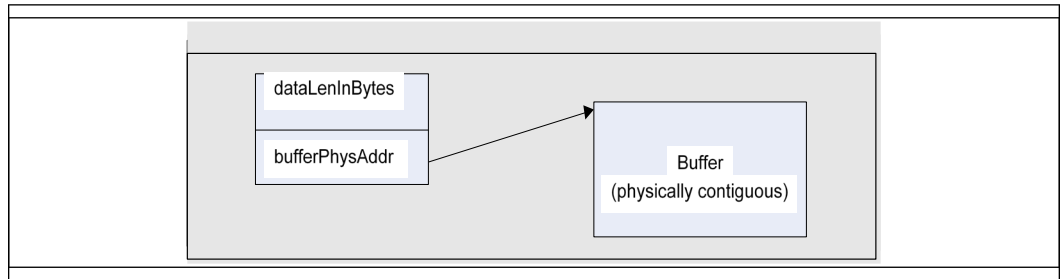 dataLenInBytes
bufferPhysAddr
Buffer
(physically contiguous)